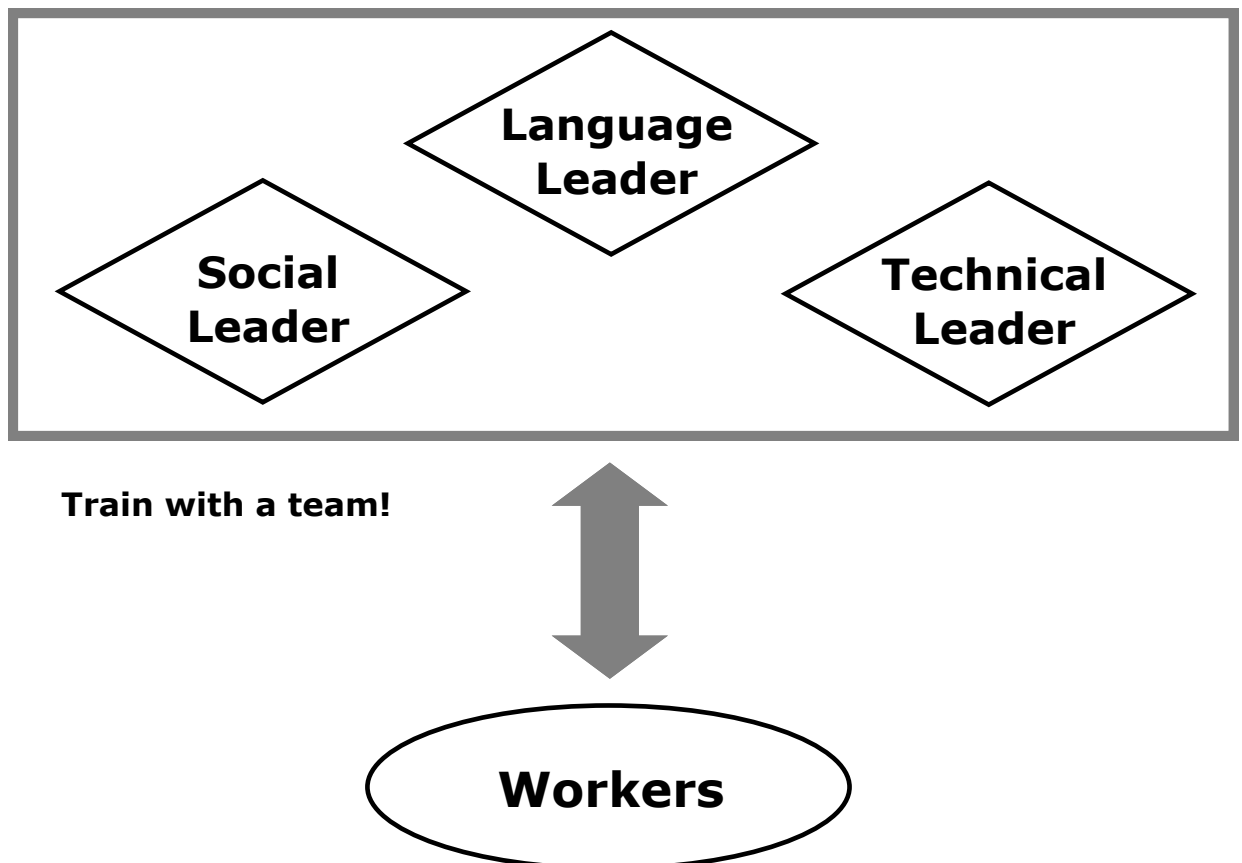 Language
Leader
Social
Leader
Technical
Leader
Train with a team!
Workers